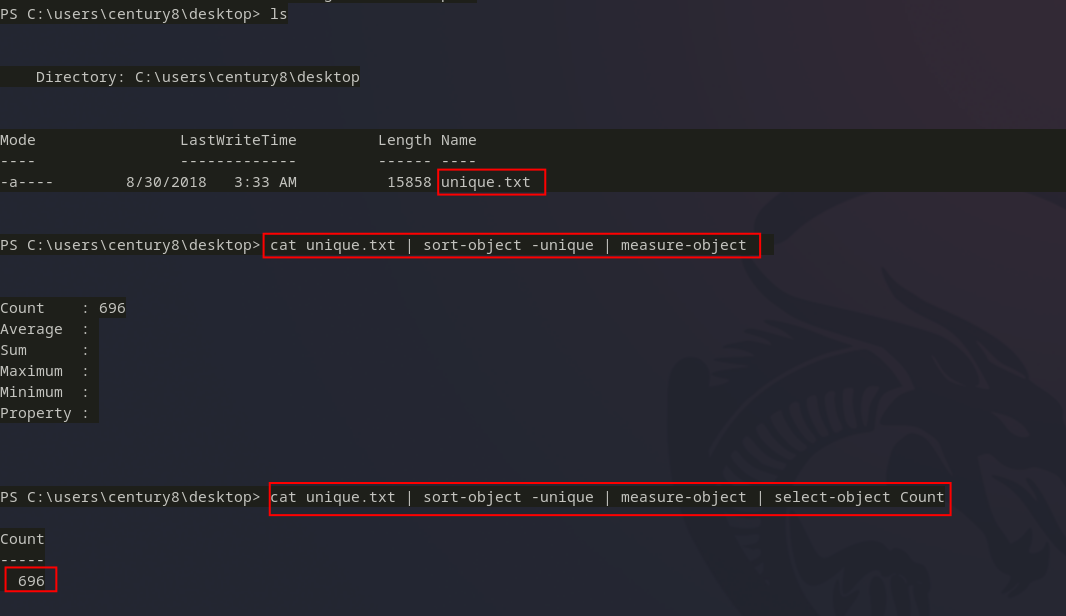 PS C:\users\century8\desktop> ls
    Directory: C:\users\century8\desktop
Mode                LastWriteTime         Length Name
----                -------------         ------ ----
-a----        8/30/2018   3:33 AM          15858 unique.txt
PS C:\users\century8\desktop> cat unique.txt | sort-object -unique | measure-object
Count    : 696
Average  :
Sum      :
Maximum  :
Minimum  :
Property :
PS C:\users\century8\desktop> cat unique.txt | sort-object -unique | measure-object | select-object Count
Count
-----
  696